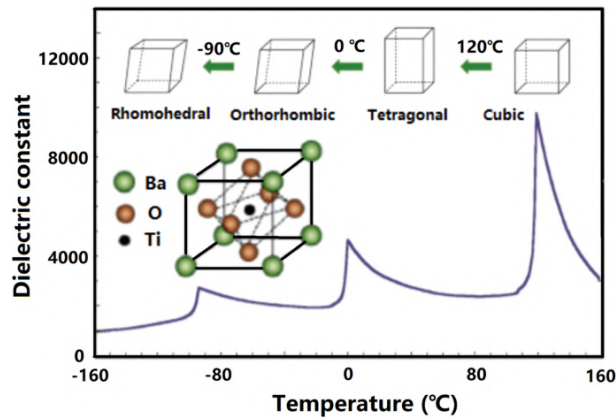 12000
8000
4000
0
Dielectric constant
-90℃
0 ℃
120℃
Rhomohedral
Orthorhombic
Tetragonal
Cubic
Ba
O
Ti
-160
-80
0
80
160
Temperature (℃)